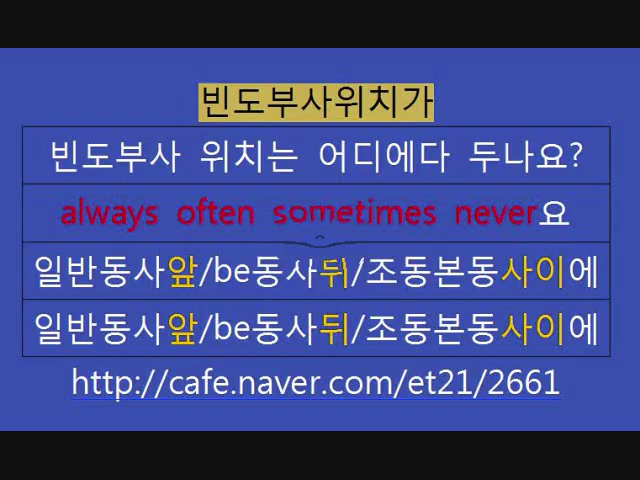 빈도부사위치가
빈도부사 위치는 어디에다 두나요?
always often sometimes never요
일반동사앞/be동사뒤/조동본동사이에
일반동사앞/be동사뒤/조동본동사이에
http://cafe.naver.com/et21/2661